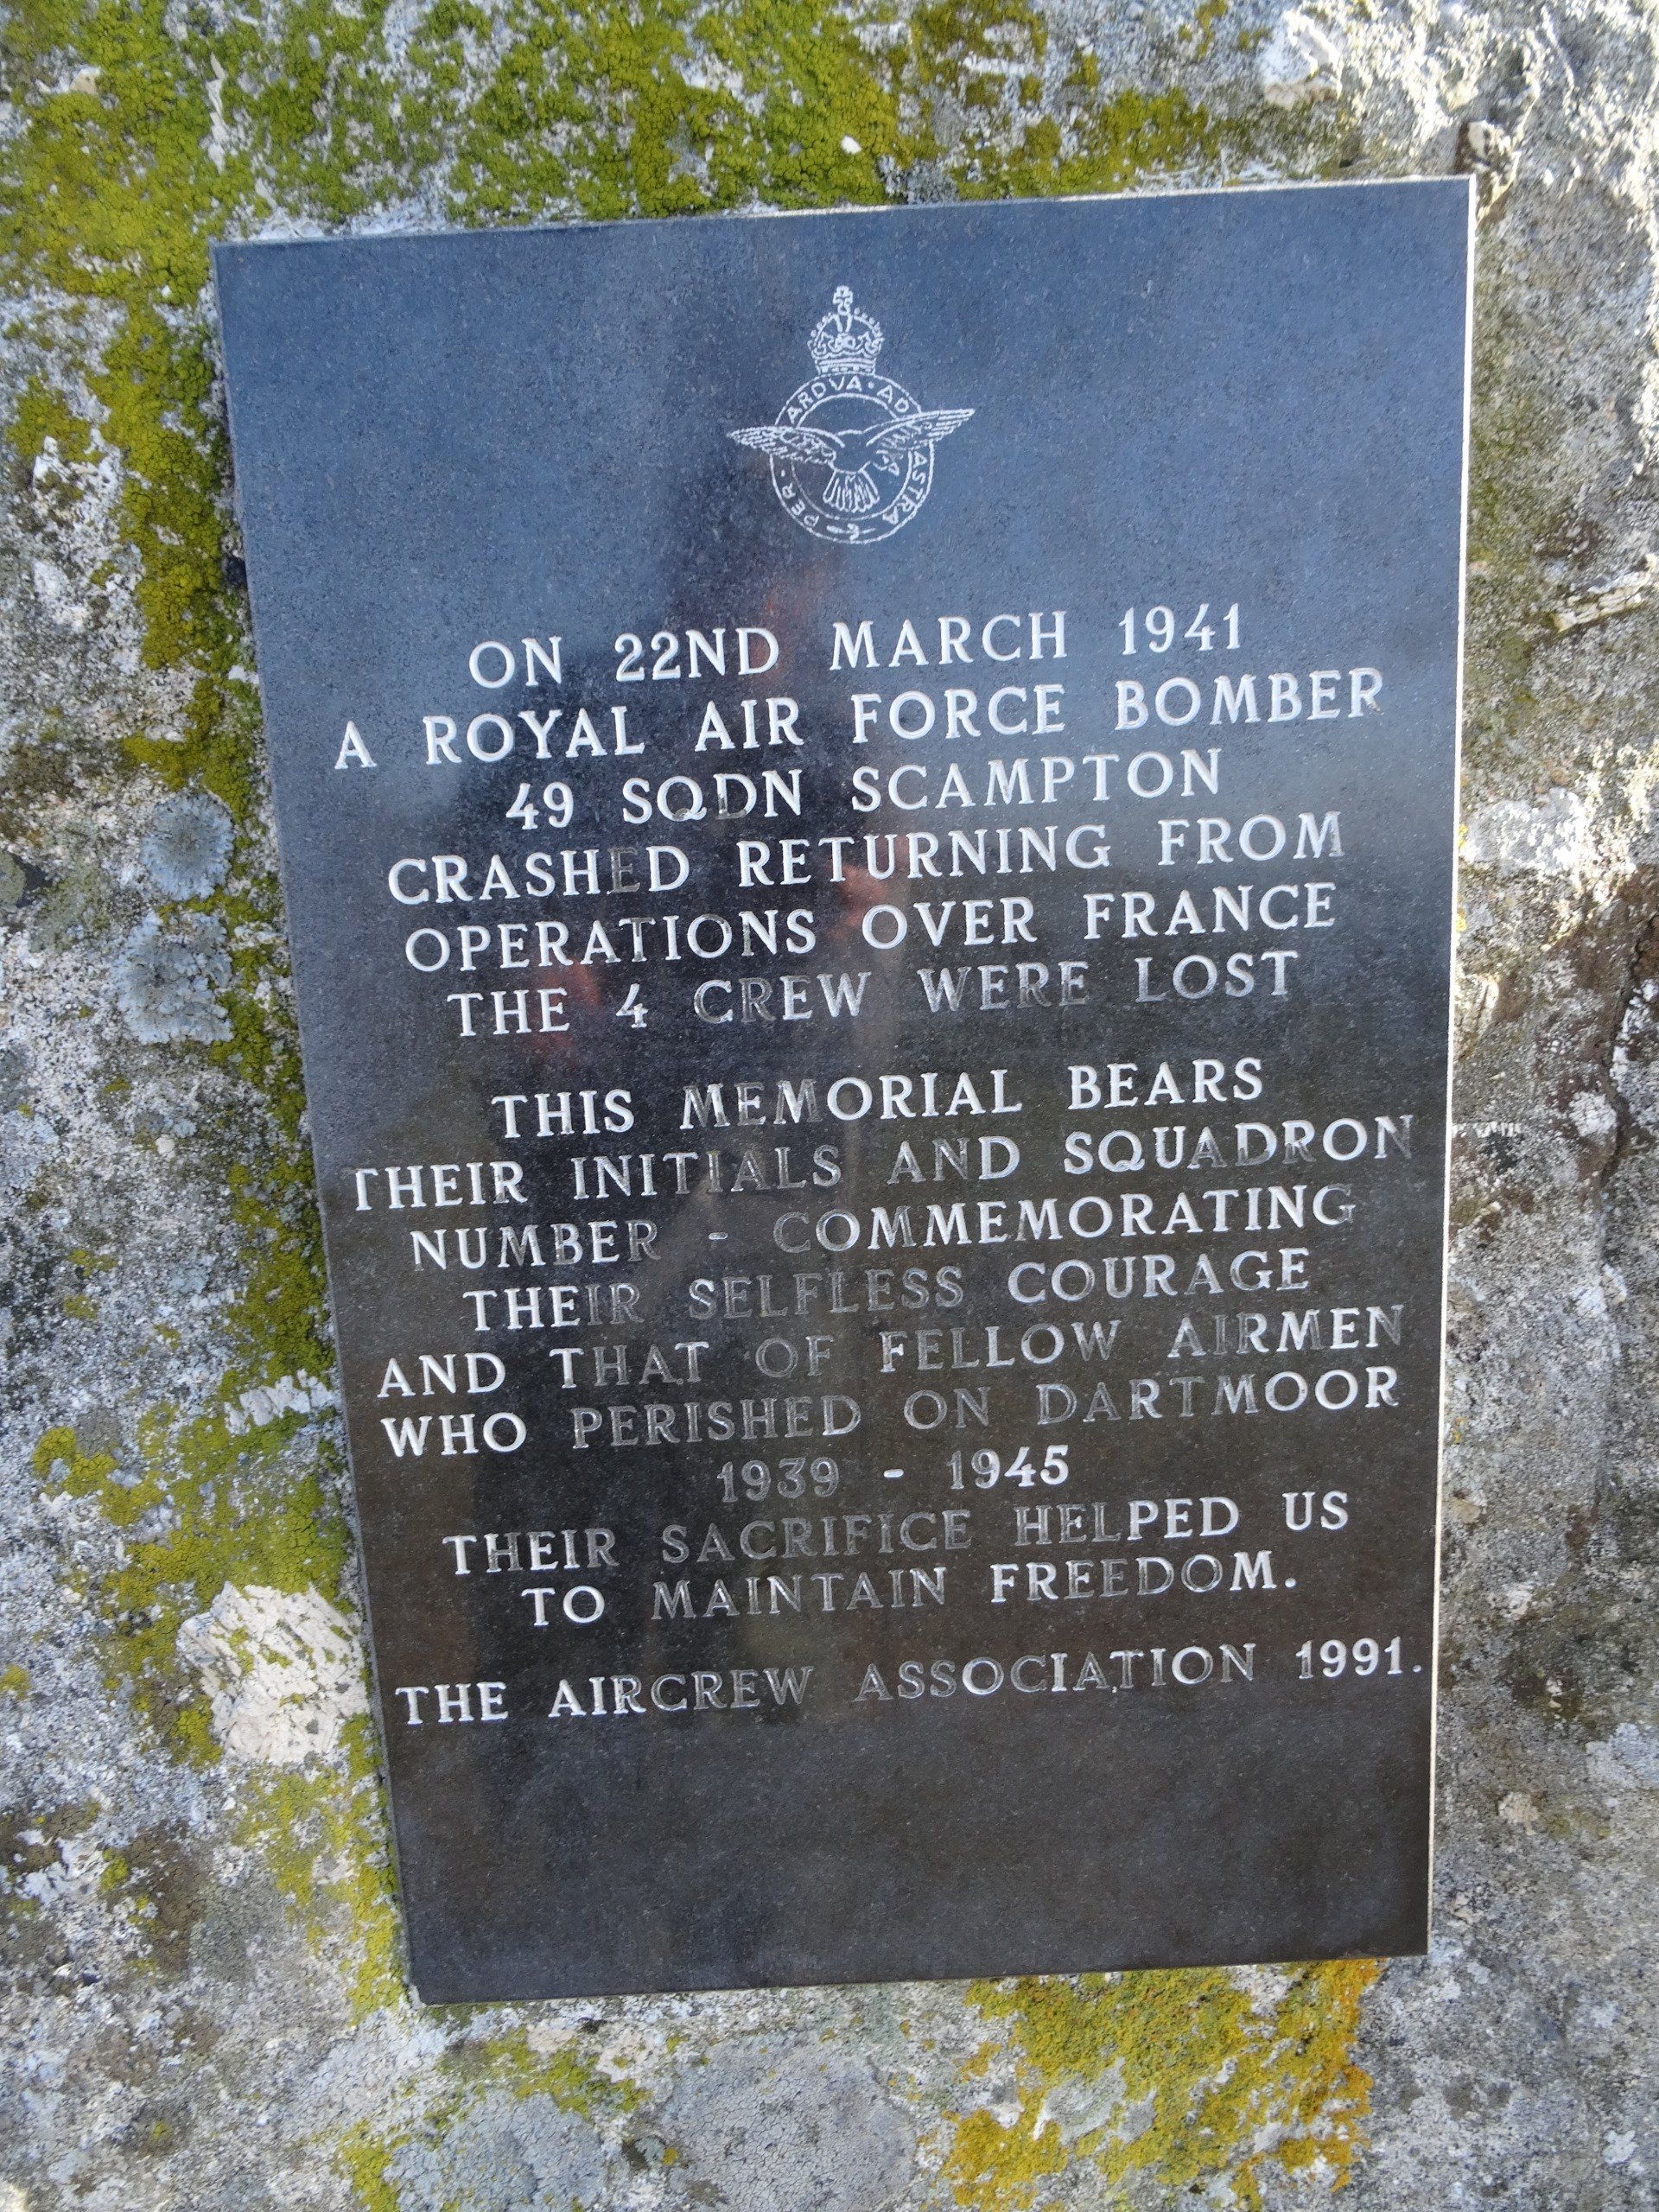 PER · ARDVA · AD ASTRA
ON 22ND MARCH 1941
A ROYAL AIR FORCE BOMBER
49 SQDN SCAMPTON
CRASHED RETURNING FROM
OPERATIONS OVER FRANCE
THE 4 CREW WERE LOST
THIS MEMORIAL BEARS
THEIR INITIALS AND SQUADRON
NUMBER - COMMEMORATING
THEIR SELFLESS COURAGE
AND THAT OF FELLOW AIRMEN
WHO PERISHED ON DARTMOOR
1939 - 1945
THEIR SACRIFICE HELPED US
TO MAINTAIN FREEDOM.
THE AIRCREW ASSOCIATION 1991.